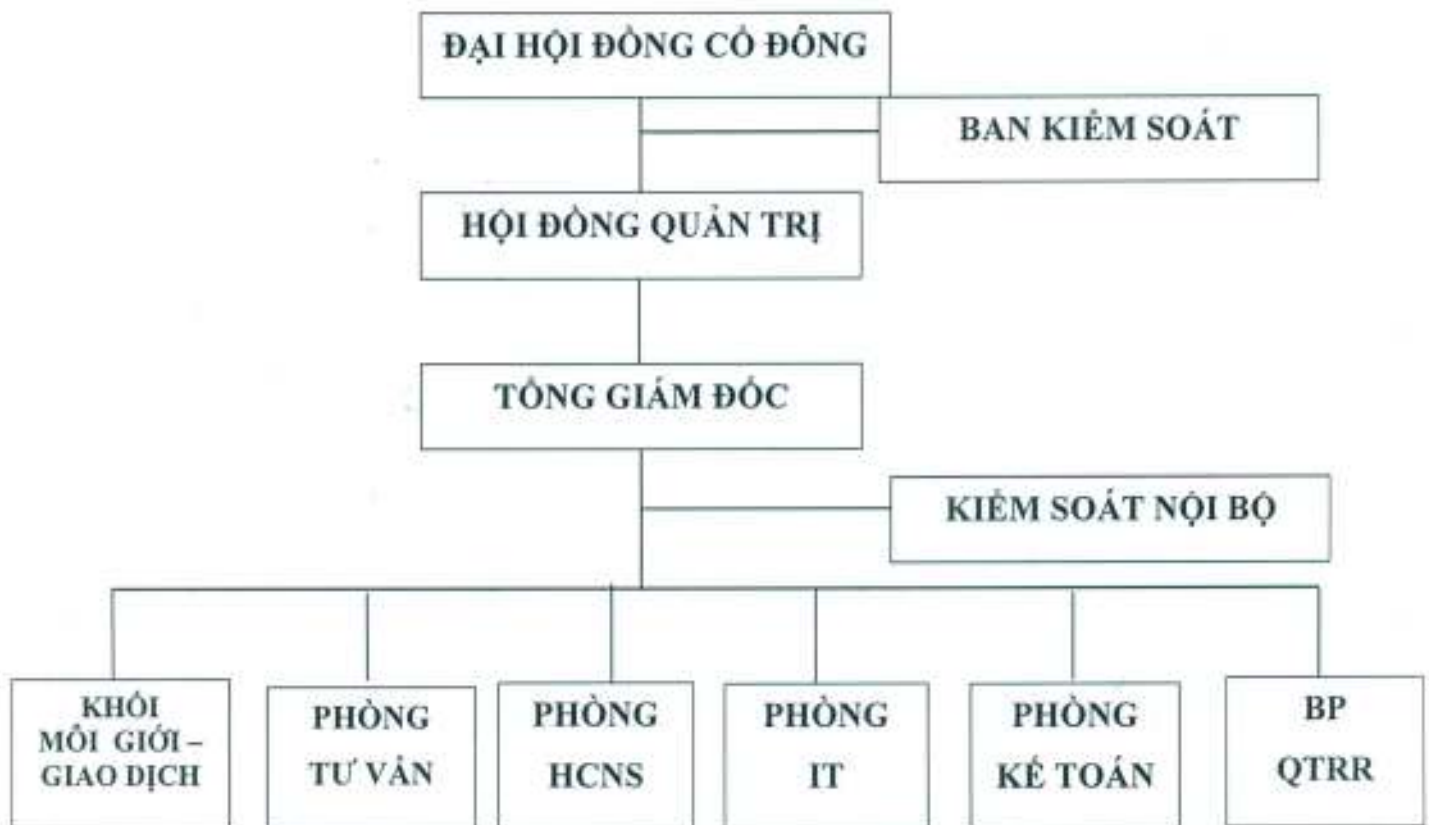 ĐẠI HỘI ĐỒNG CỔ ĐÔNG
BAN KIỂM SOÁT
HỘI ĐỒNG QUẢN TRỊ
TỔNG GIÁM ĐỐC
KIỂM SOÁT NỘI BỘ
KHỐI
MÔI GIỚI –
GIAO DỊCH
PHÒNG
TƯ VẤN
PHÒNG
HCNS
PHÒNG
IT
PHÒNG
KẾ TOÁN
BP
QTRR